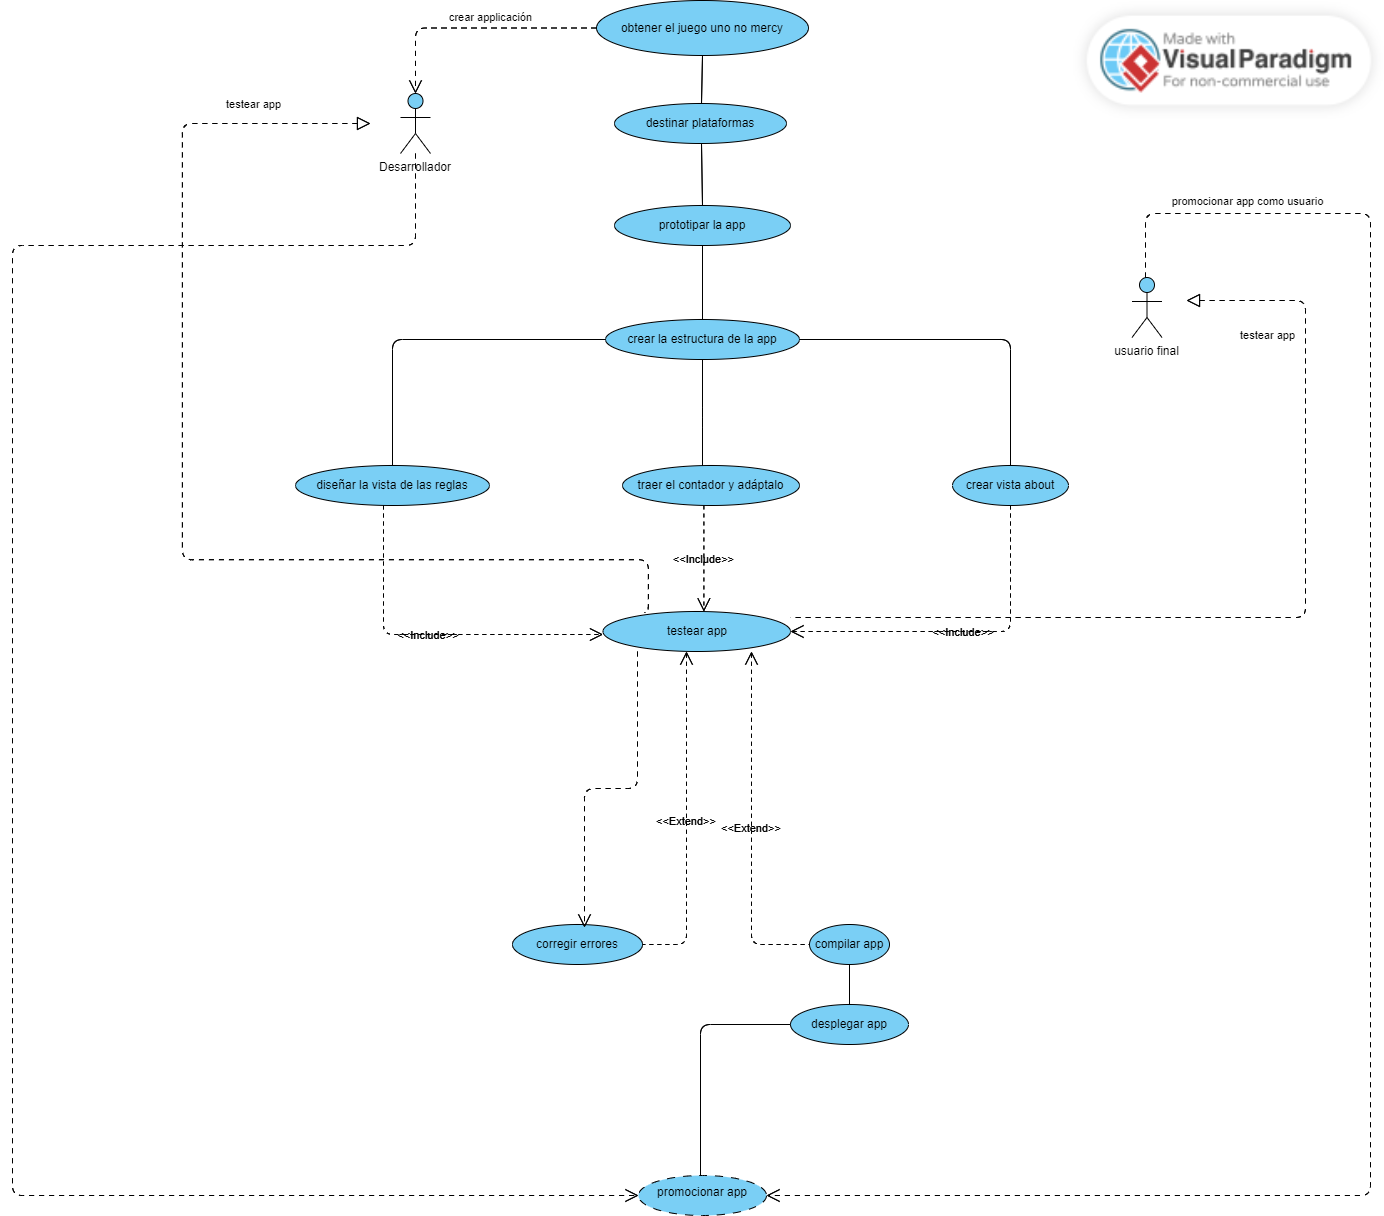 crear applicación
obtener el juego uno no mercy
Made with
Visual Paradigm
For non-commercial use
testear app
destinar plataformas
Desarrollador
promocionar app como usuario
prototipar la app
testear app
crear la estructura de la app
usuario final
diseñar la vista de las reglas
traer el contador y adáptalo
crear vista about
<<Include>>
testear app
<<Include>>
<<Include>>
<<Extend>>
<<Extend>>
corregir errores
compilar app
desplegar app
promocionar app